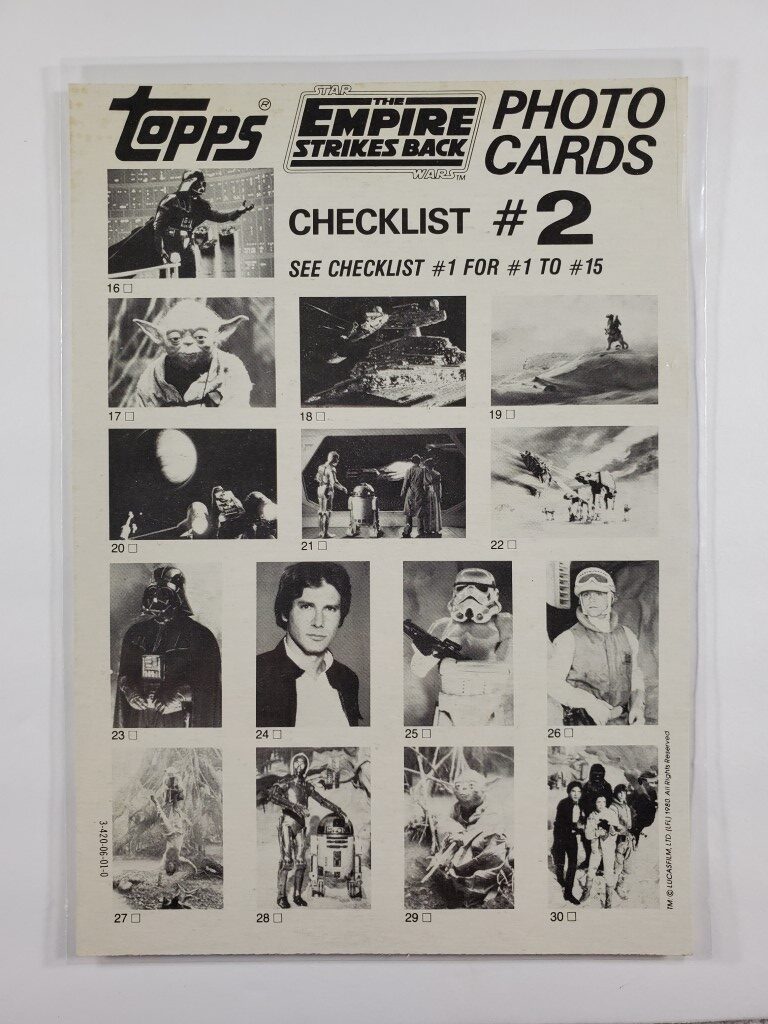 topps ®
STAR
THE
EMPIRE
STRIKES BACK
WARS™
PHOTO
CARDS
CHECKLIST #2
SEE CHECKLIST #1 FOR #1 TO #15
16 □
17 □
18 □
19 □
20 □
21 □
22 □
23 □
24 □
25 □
26 □
27 □
28 □
29 □
30 □
3-420-06-01-0
TM: © LUCASFILM, LTD. (LFL) 1980. All Rights Reserved